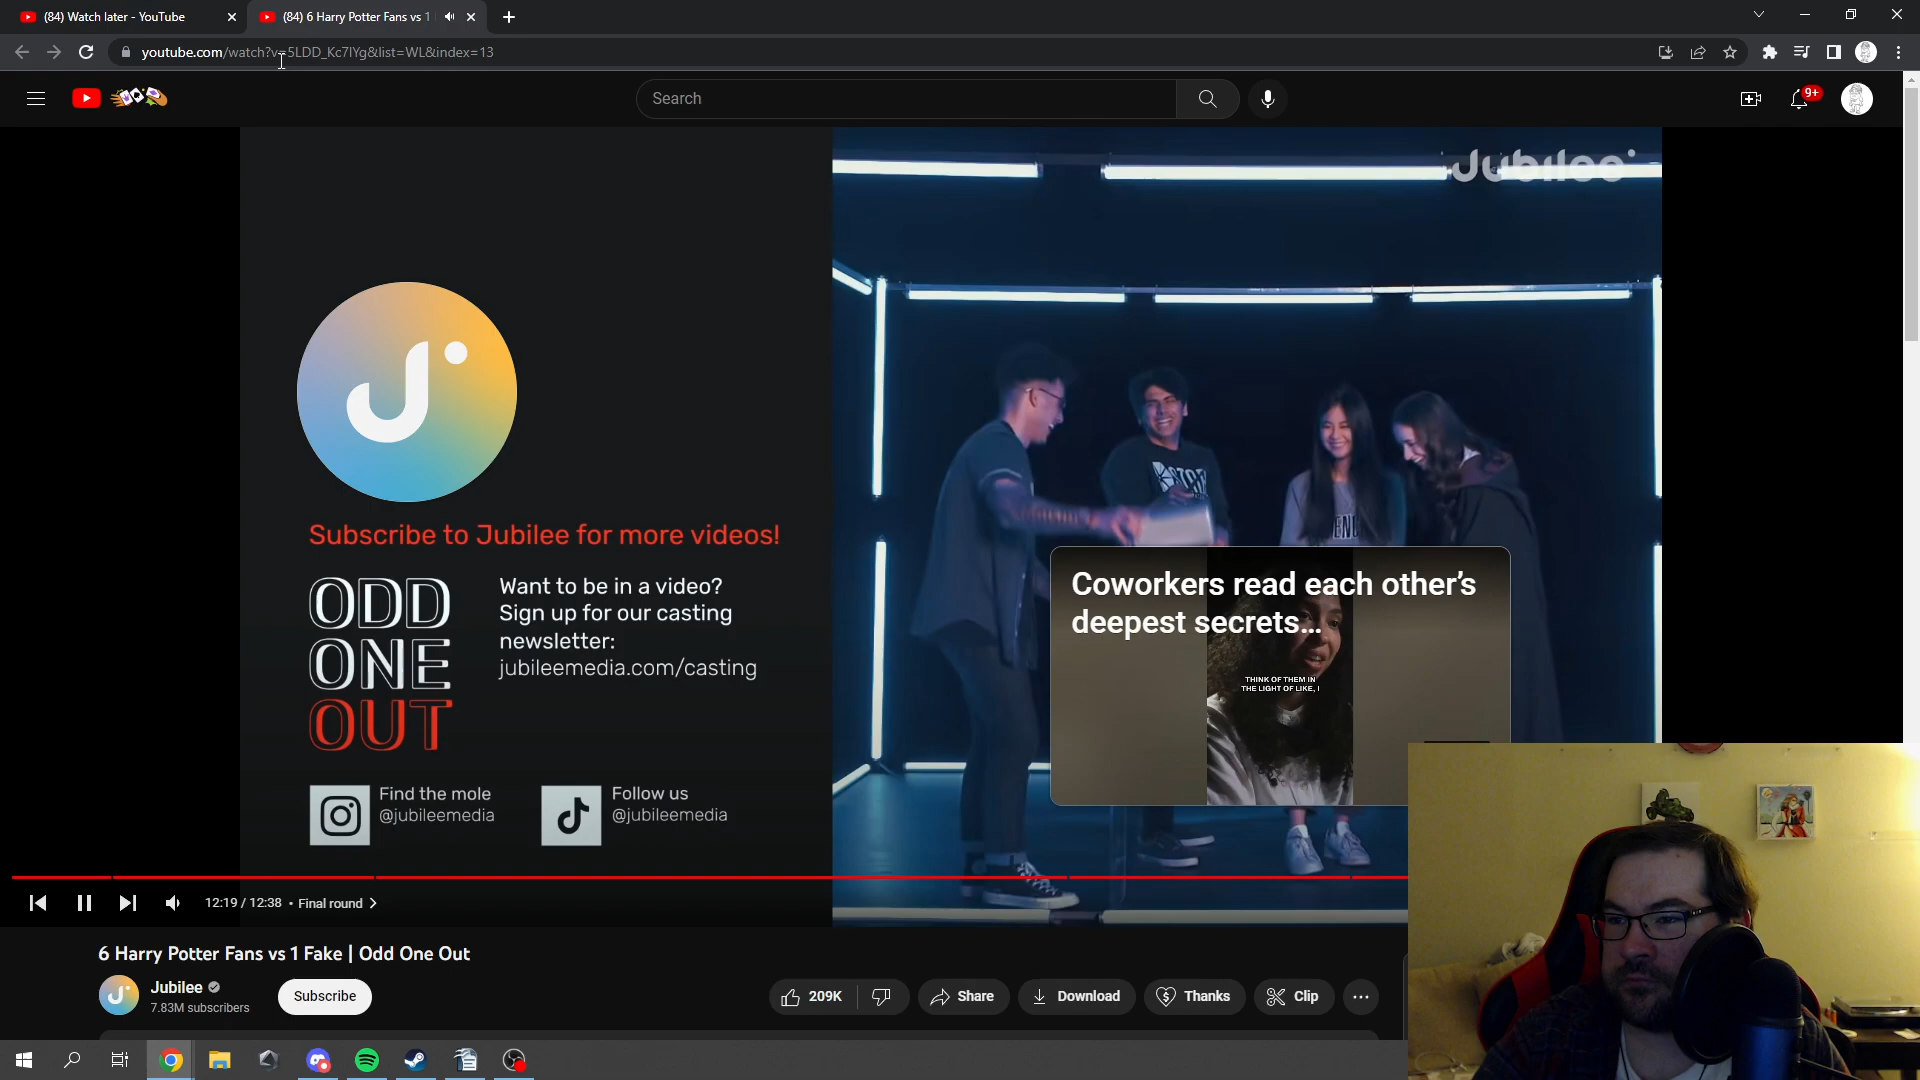 (84) Watch later - YouTube
(84) 6 Harry Potter Fans vs 1
youtube.com/watch?v=5LDD_Kc7lYg&list=WL&index=13
Search
9+
Jubilee
Subscribe to Jubilee for more videos!
ODD
ONE
OUT
Want to be in a video?
Sign up for our casting
newsletter:
jubileemedia.com/casting
Find the mole
@jubileemedia
Follow us
@jubileemedia
Coworkers read each other's
deepest secrets...
THINK OF THEM IN
THE LIGHT OF LIKE, I
12:19 / 12:38 • Final round
6 Harry Potter Fans vs 1 Fake | Odd One Out
Jubilee
7.83M subscribers
Subscribe
209K
Share
Download
Thanks
Clip